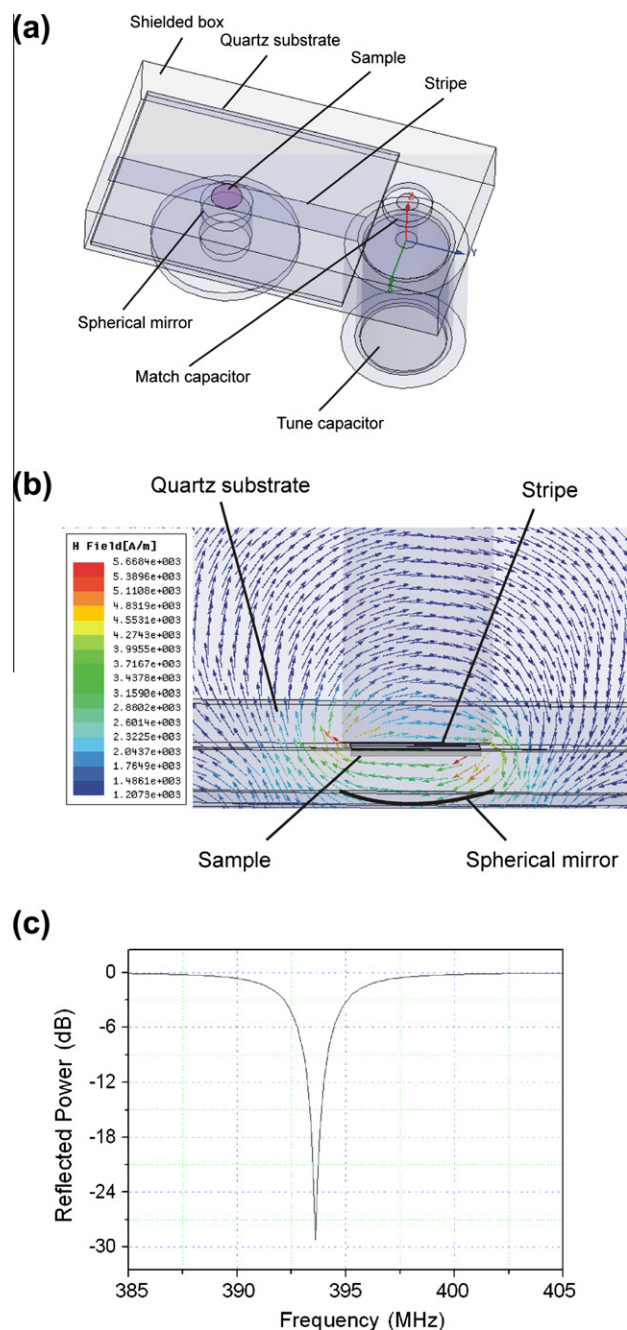 (a)
Shielded box
Quartz substrate
Sample
Stripe
Y
Spherical mirror
Match capacitor
Tune capacitor
(b)
Quartz substrate
Stripe
H Field[A/m]
5.6684e+003
5.3896e+003
5.1108e+003
4.8319e+003
4.5531e+003
4.2743e+003
3.9955e+003
3.7167e+003
3.4378e+003
3.1590e+003
2.8802e+003
2.6014e+003
2.3225e+003
2.0437e+003
1.7649e+003
1.4861e+003
1.2073e+003
Sample
Spherical mirror
(c)
0
-6
-12
-18
-24
-30
Reflected Power (dB)
385 390 395 400 405
Frequency (MHz)